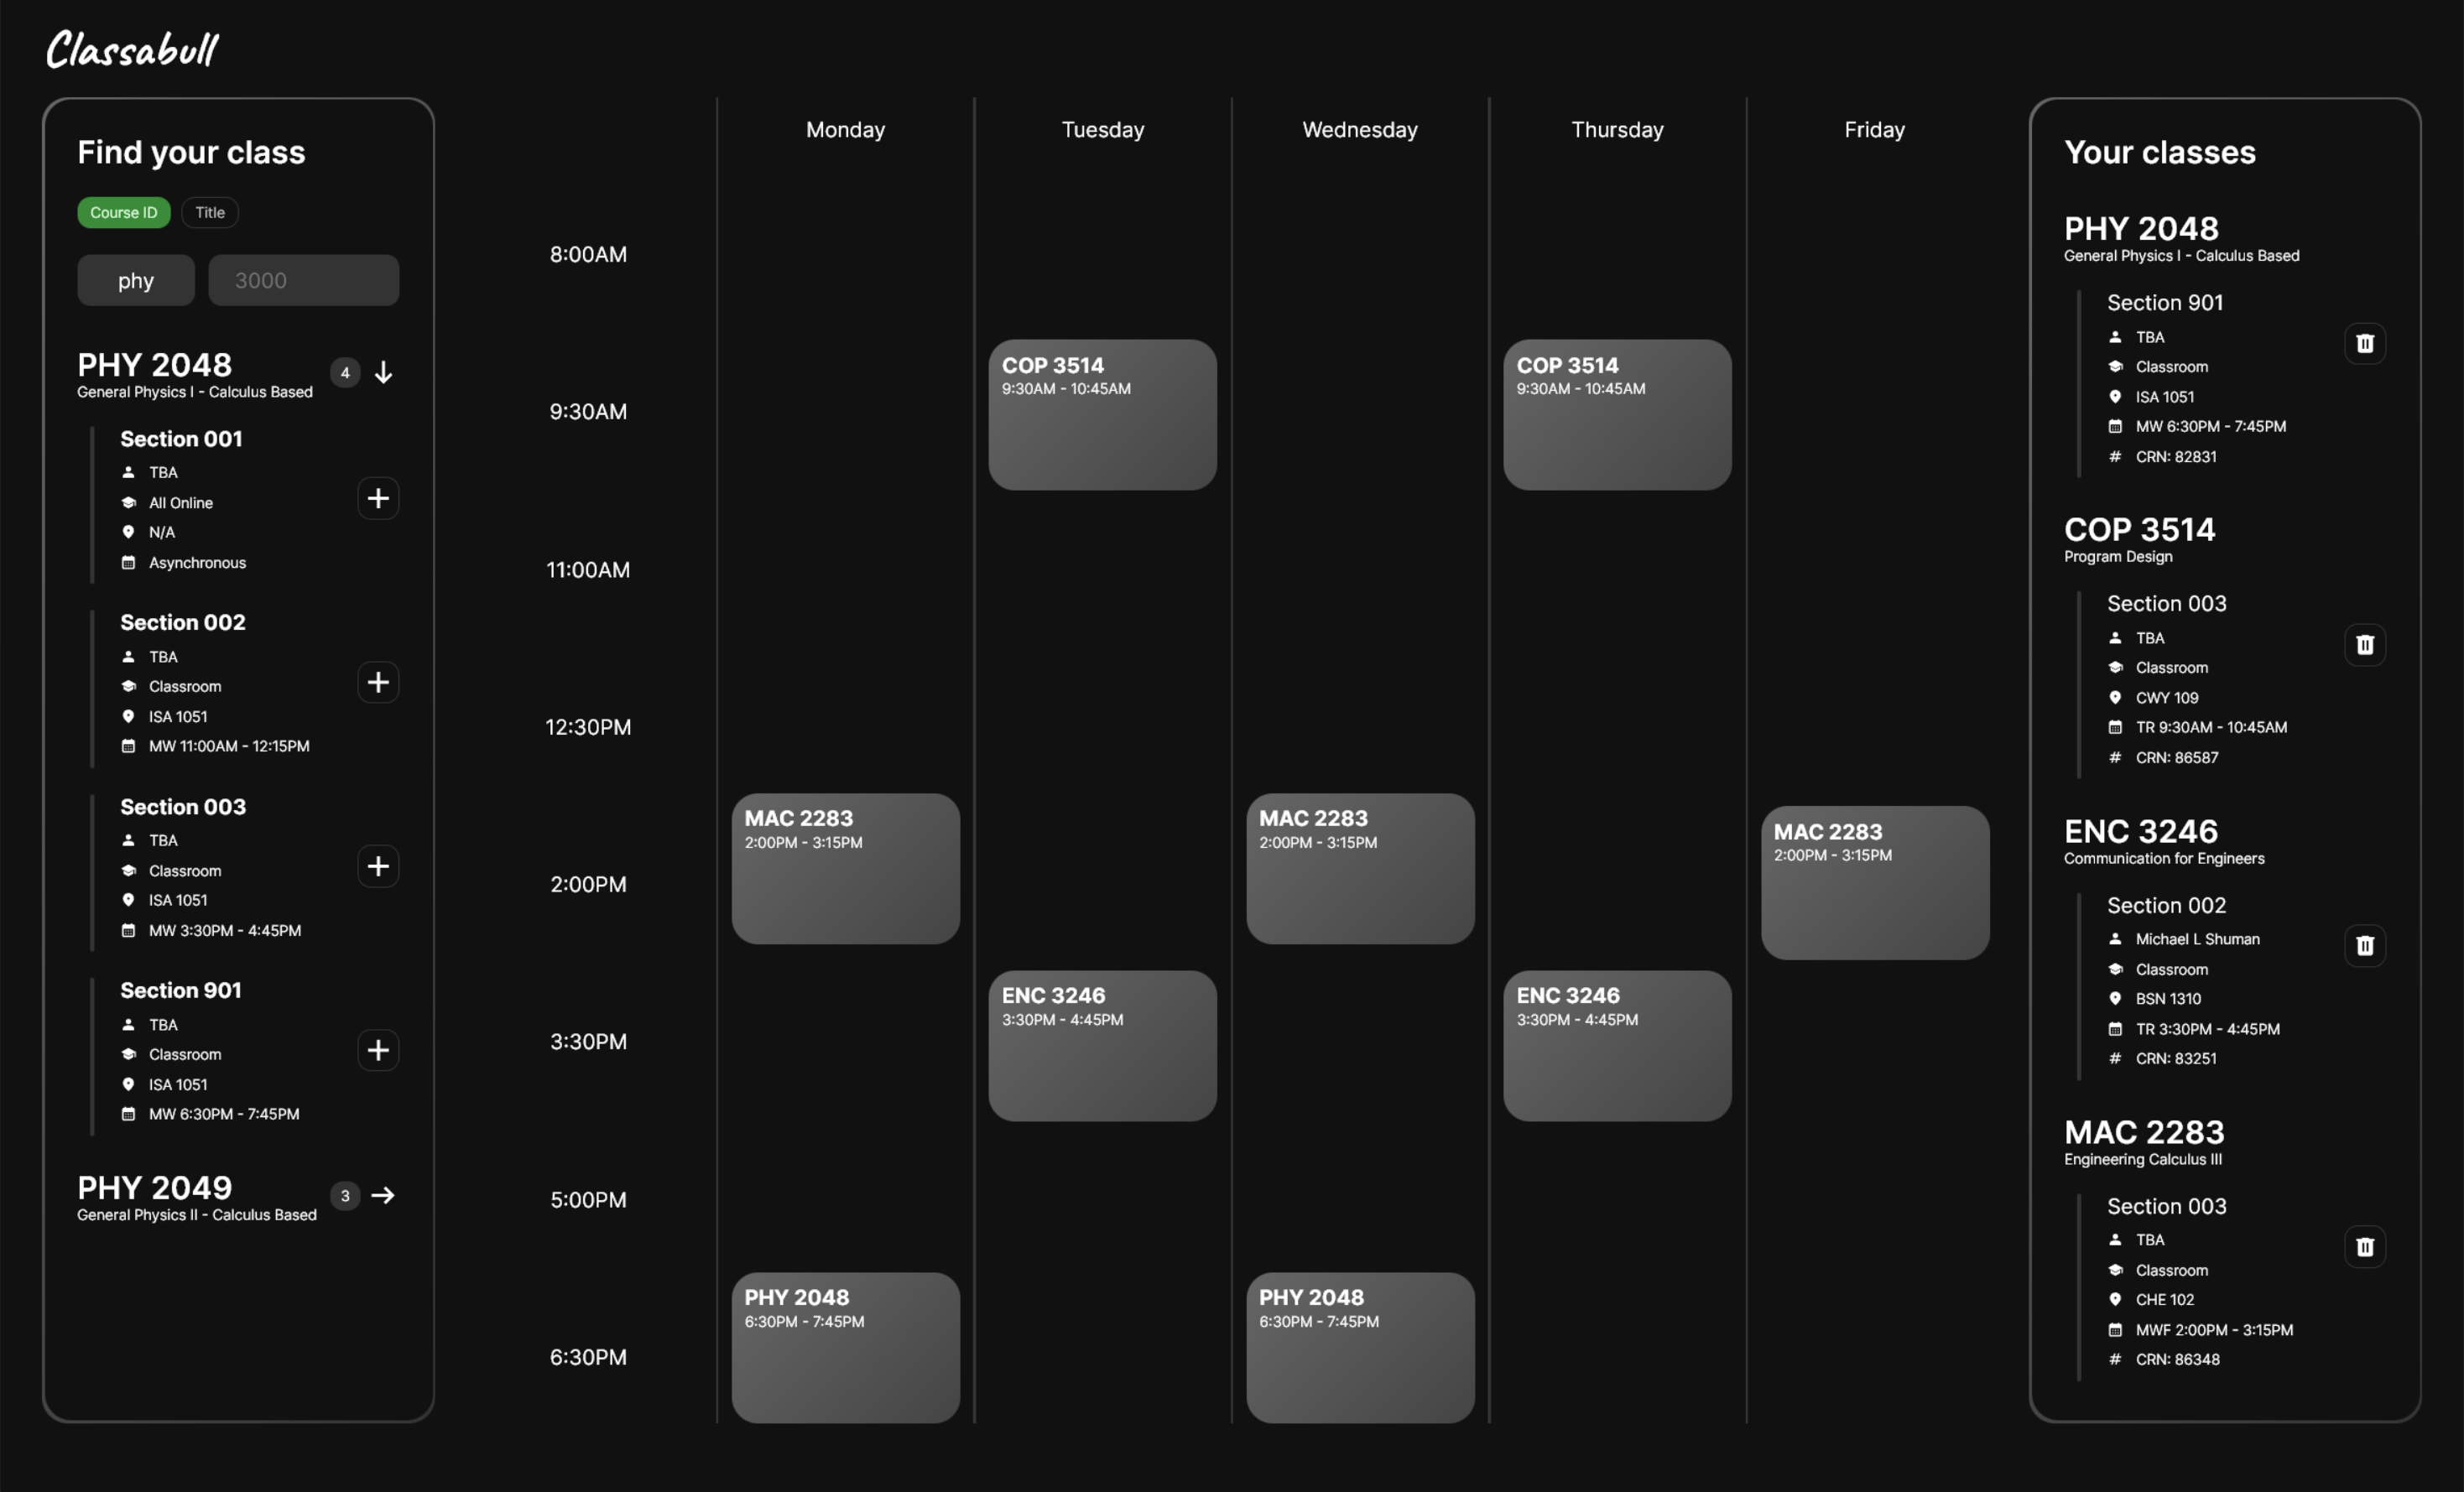 Classabull
Find your class
Course ID
Title
phy
3000
PHY 2048
General Physics I - Calculus Based
4
Section 001
TBA
All Online
N/A
Asynchronous
Section 002
TBA
Classroom
ISA 1051
MW 11:00AM - 12:15PM
Section 003
TBA
Classroom
ISA 1051
MW 3:30PM - 4:45PM
Section 901
TBA
Classroom
ISA 1051
MW 6:30PM - 7:45PM
PHY 2049
General Physics II - Calculus Based
3
Monday
Tuesday
Wednesday
Thursday
Friday
8:00AM
9:30AM
11:00AM
12:30PM
2:00PM
3:30PM
5:00PM
6:30PM
MAC 2283
2:00PM - 3:15PM
PHY 2048
6:30PM - 7:45PM
COP 3514
9:30AM - 10:45AM
ENC 3246
3:30PM - 4:45PM
MAC 2283
2:00PM - 3:15PM
PHY 2048
6:30PM - 7:45PM
COP 3514
9:30AM - 10:45AM
ENC 3246
3:30PM - 4:45PM
MAC 2283
2:00PM - 3:15PM
Your classes
PHY 2048
General Physics I - Calculus Based
Section 901
TBA
Classroom
ISA 1051
MW 6:30PM - 7:45PM
# CRN: 82831
COP 3514
Program Design
Section 003
TBA
Classroom
CWY 109
TR 9:30AM - 10:45AM
# CRN: 86587
ENC 3246
Communication for Engineers
Section 002
Michael L Shuman
Classroom
BSN 1310
TR 3:30PM - 4:45PM
# CRN: 83251
MAC 2283
Engineering Calculus III
Section 003
TBA
Classroom
CHE 102
MWF 2:00PM - 3:15PM
# CRN: 86348